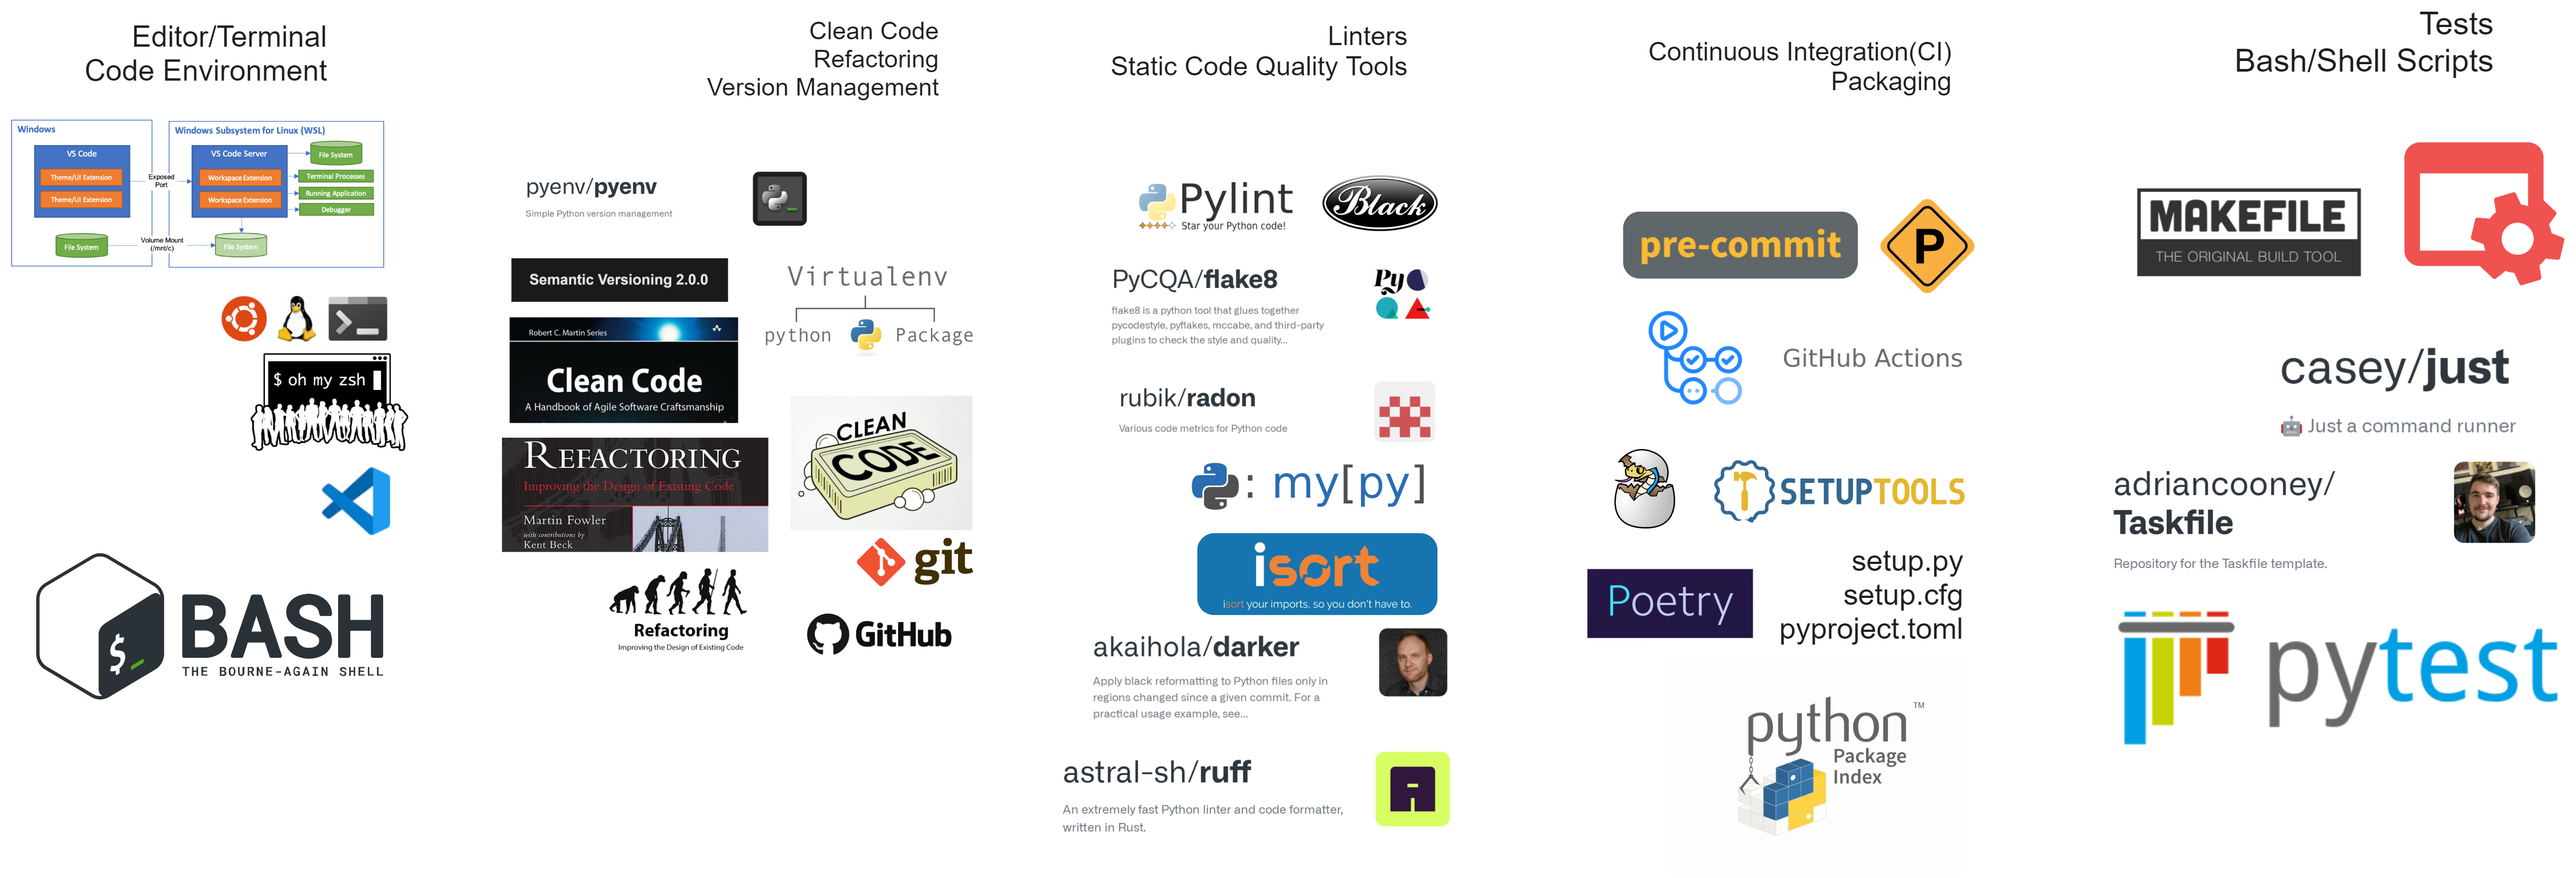 Editor/Terminal
Code Environment
Windows
Windows Subsystem for Linux (WSL)
VS Code
Theme/UI Extension
Theme/UI Extension
File System
Exposed
Port
Volume Mount
(/mnt/c)
VS Code Server
Workspace Extension
Workspace Extension
File System
File System
Terminal Processes
Running Application
Debugger
>_
$ oh my zsh
$_
BASH
THE BOURNE-AGAIN SHELL
Clean Code
Refactoring
Version Management
pyenv/pyenv
Simple Python version management
Semantic Versioning 2.0.0
Virtualenv
python Package
Robert C. Martin Series
Clean Code
A Handbook of Agile Software Craftsmanship
CLEAN
CODE
REFACTORING
Improving the Design of Existing Code
Martin Fowler
with contributions by
Kent Beck
git
Refactoring
Improving the Design of Existing Code
GitHub
Linters
Static Code Quality Tools
Pylint
Star your Python code!
Black
PyCQA/flake8
flake8 is a python tool that glues together
pycodestyle, pyflakes, mccabe, and third-party
plugins to check the style and quality...
Py
rubik/radon
Various code metrics for Python code
: my[py]
isort
isort your imports, so you don't have to.
akaihola/darker
Apply black reformatting to Python files only in
regions changed since a given commit. For a
practical usage example, see...
astral-sh/ruff
An extremely fast Python linter and code formatter,
written in Rust.
Continuous Integration(CI)
Packaging
pre-commit
P
GitHub Actions
SETUPTOOLS
Poetry
setup.py
setup.cfg
pyproject.toml
python™
Package
Index
Tests
Bash/Shell Scripts
MAKEFILE
THE ORIGINAL BUILD TOOL
casey/just
🤖 Just a command runner
adriancooney/
Taskfile
Repository for the Taskfile template.
pytest